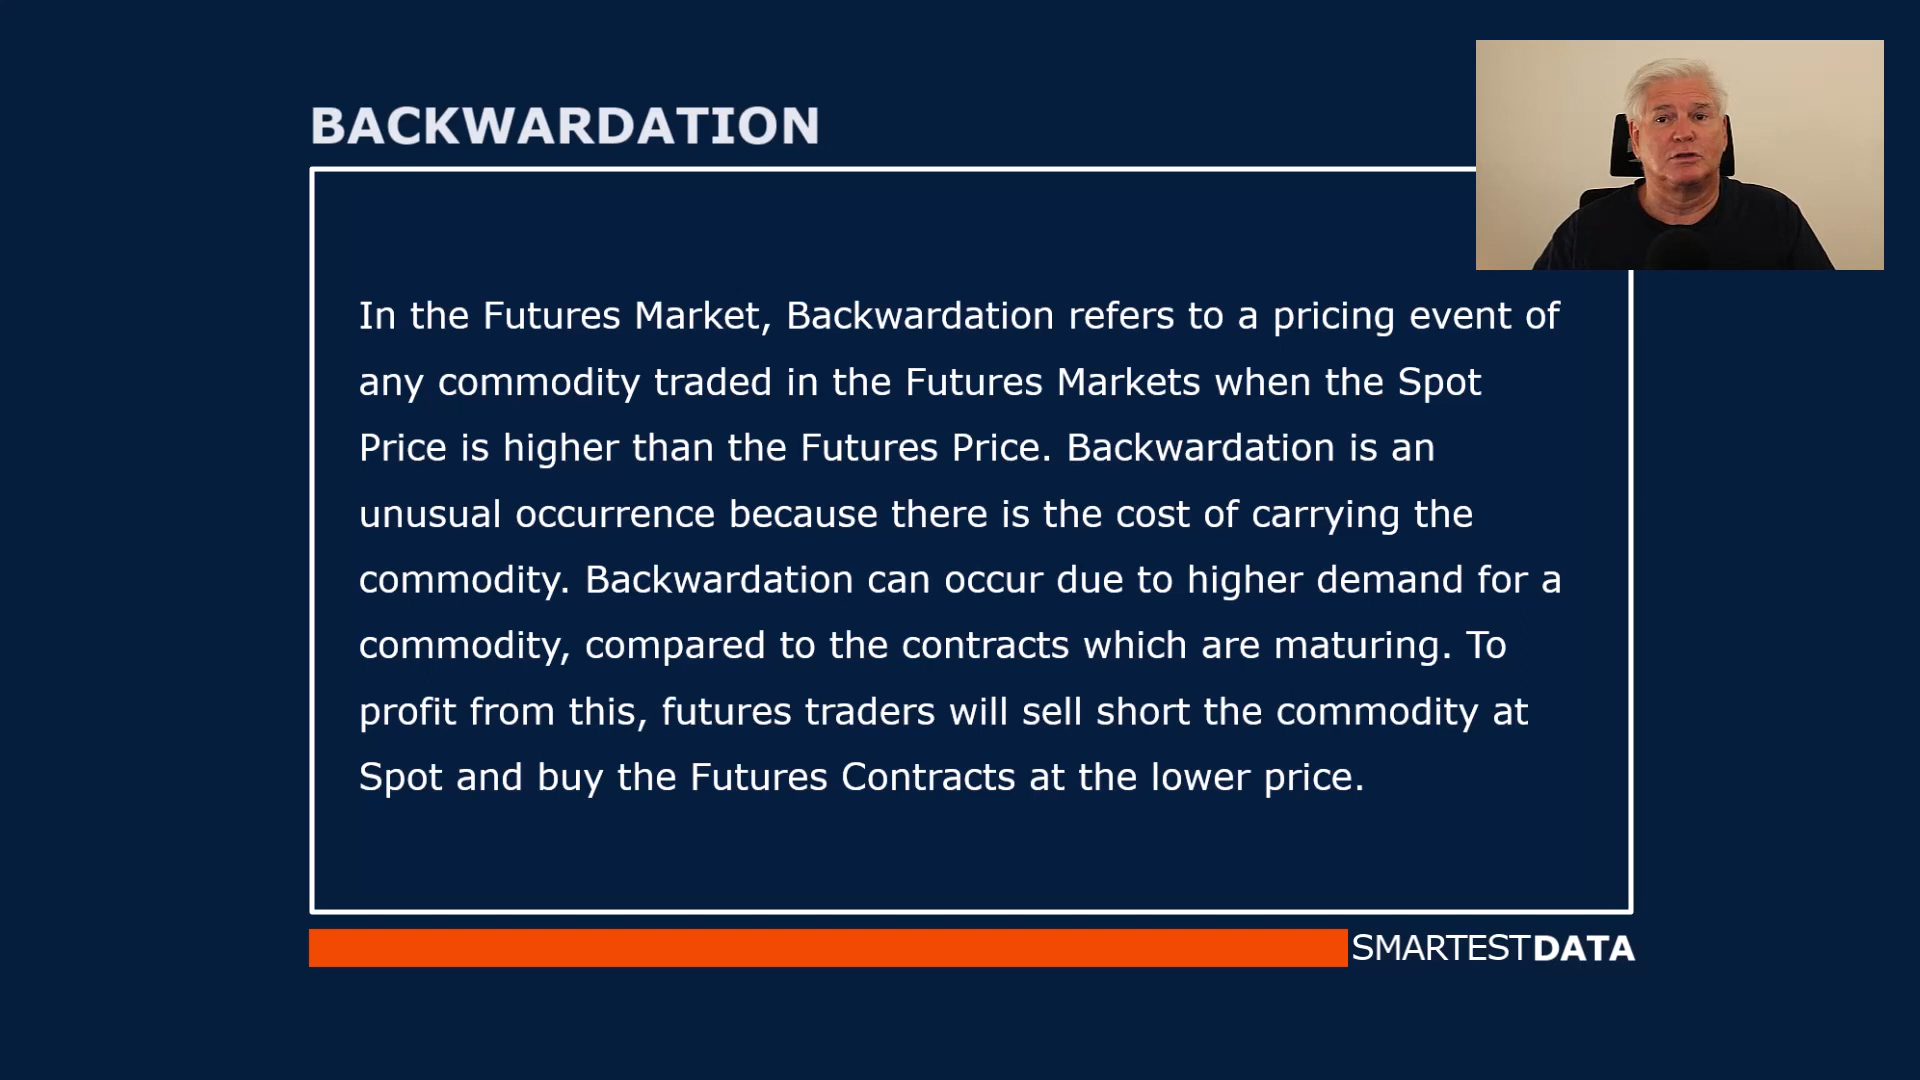 BACKWARDATION
In the Futures Market, Backwardation refers to a pricing event of
any commodity traded in the Futures Markets when the Spot
Price is higher than the Futures Price. Backwardation is an
unusual occurrence because there is the cost of carrying the
commodity. Backwardation can occur due to higher demand for a
commodity, compared to the contracts which are maturing. To
profit from this, futures traders will sell short the commodity at
Spot and buy the Futures Contracts at the lower price.
SMARTESTDATA